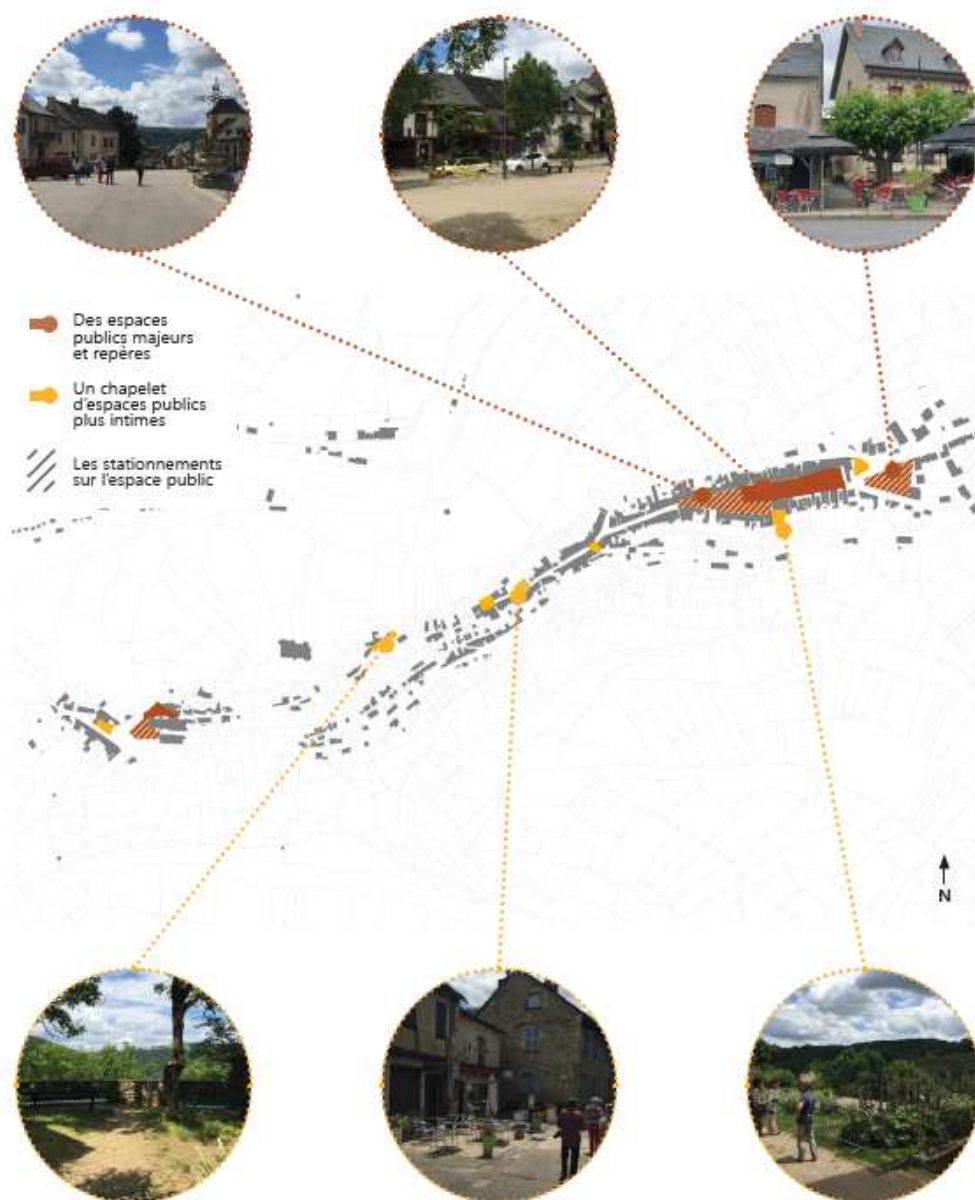 Des espaces
publics majeurs
et repères
Un chapelet
d'espaces publics
plus intimes
Les stationnements
sur l'espace public
N